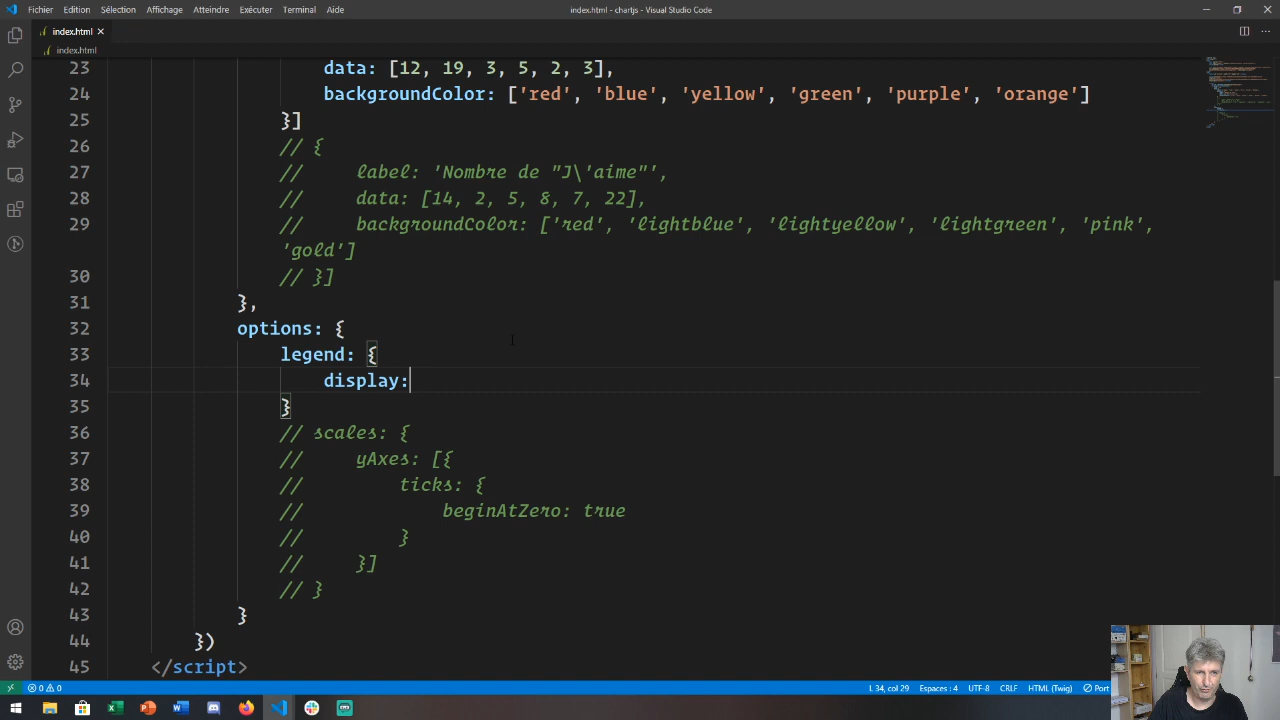 Fichier Edition Sélection Affichage Atteindre Exécuter Terminal Aide
index.html - chartjs - Visual Studio Code
index.html
index.html
23 data: [12, 19, 3, 5, 2, 3],
24 backgroundColor: ['red', 'blue', 'yellow', 'green', 'purple', 'orange']
25 }]
26 // {
27 // label: 'Nombre de "J\'aime"',
28 // data: [14, 2, 5, 8, 7, 22],
29 // backgroundColor: ['red', 'lightblue', 'lightyellow', 'lightgreen', 'pink',
'gold']
30 // }]
31 },
32 options: {
33 legend: {
34 display:
35 }
36 // scales: {
37 // yAxes: [{
38 // ticks: {
39 // beginAtZero: true
40 // }
41 // }]
42 // }
43 }
44 })
45 </script>
0 0 L 34, col 29 Espaces : 4 UTF-8 CRLF HTML (Twig) Port